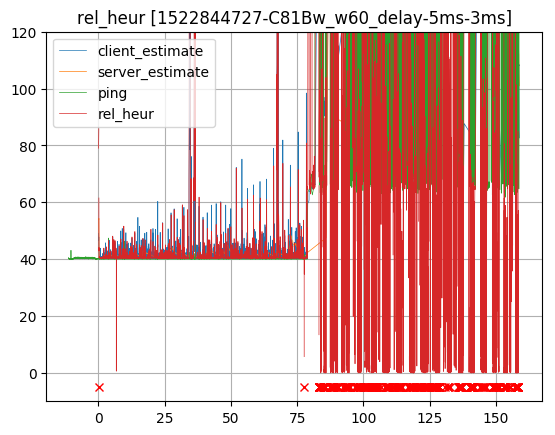 rel_heur [1522844727-C81Bw_w60_delay-5ms-3ms]
client_estimate
server_estimate
ping
rel_heur
120
100
80
60
40
20
0
0 25 50 75 100 125 150